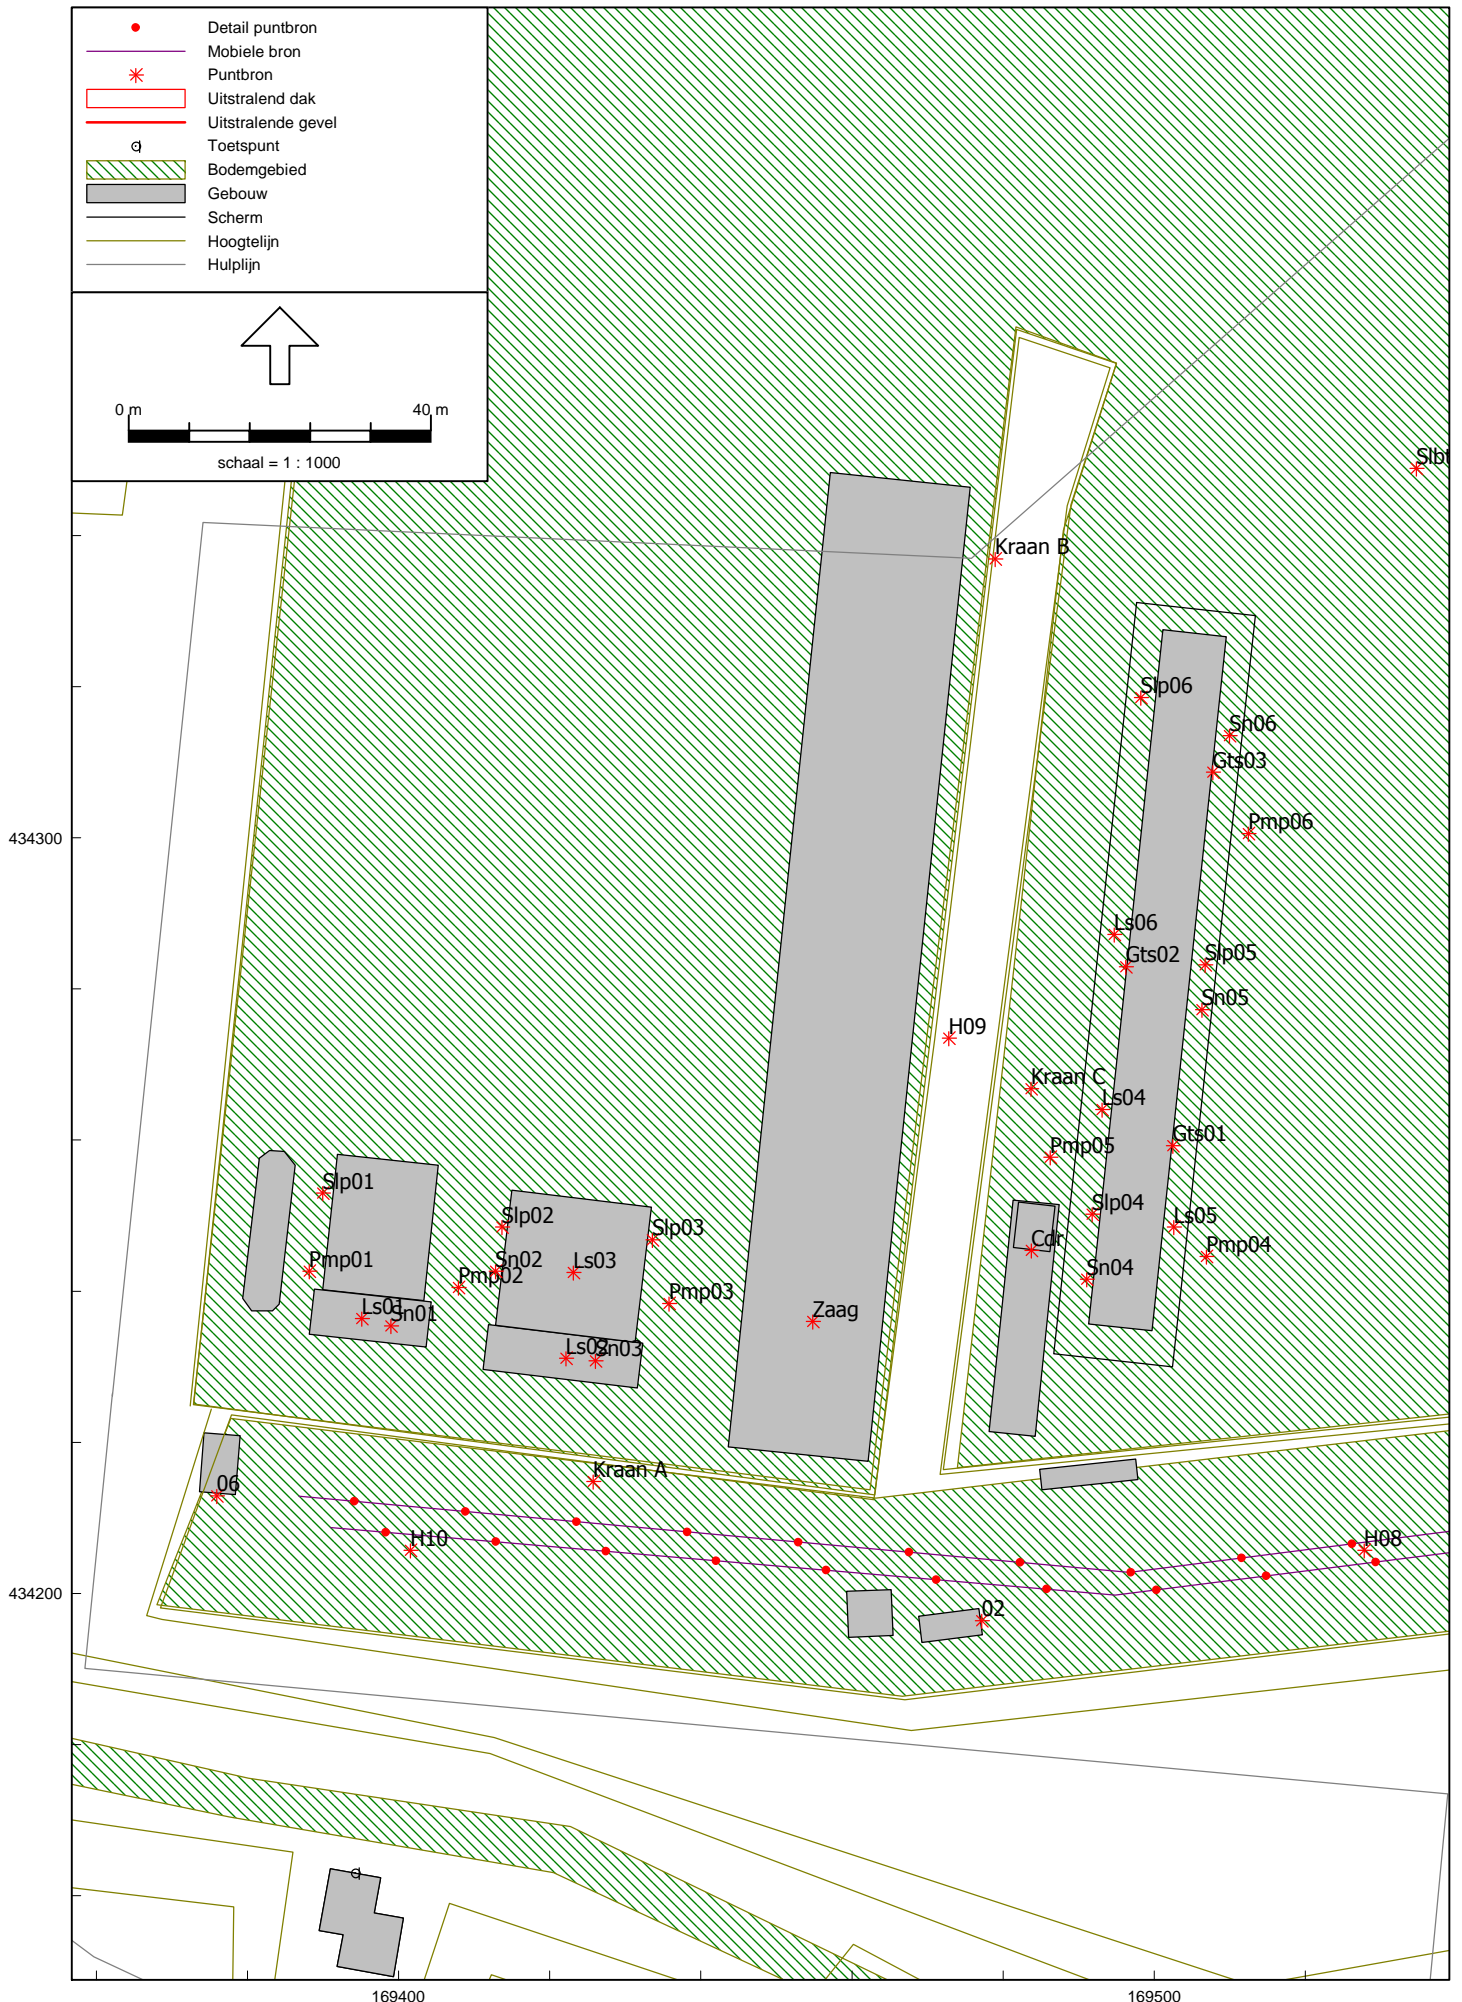 Detail puntbron
Mobiele bron
Puntbron
Uitstralend dak
Uitstralende gevel
Toetspunt
Bodemgebied
Gebouw
Scherm
Hoogtelijn
Hulplijn
0 m 40 m
schaal = 1 : 1000
Kraan B
Slp06
Sn06
Gts03
434300
Pmp06
Ls06
Gts02
Slp05
Sn05
H09
Kraan C
Ls04
Gts01
Pmp05
Slp01
Slp02
Slp03
Slp04
Ls05
Cdr
Pmp04
Pmp01
Sn02
Pmp02
Ls03
Sn04
Pmp03
Ls01
Sn01
Zaag
Ls02
Sn03
Kraan A
06
H10
H08
434200
02
169400
169500